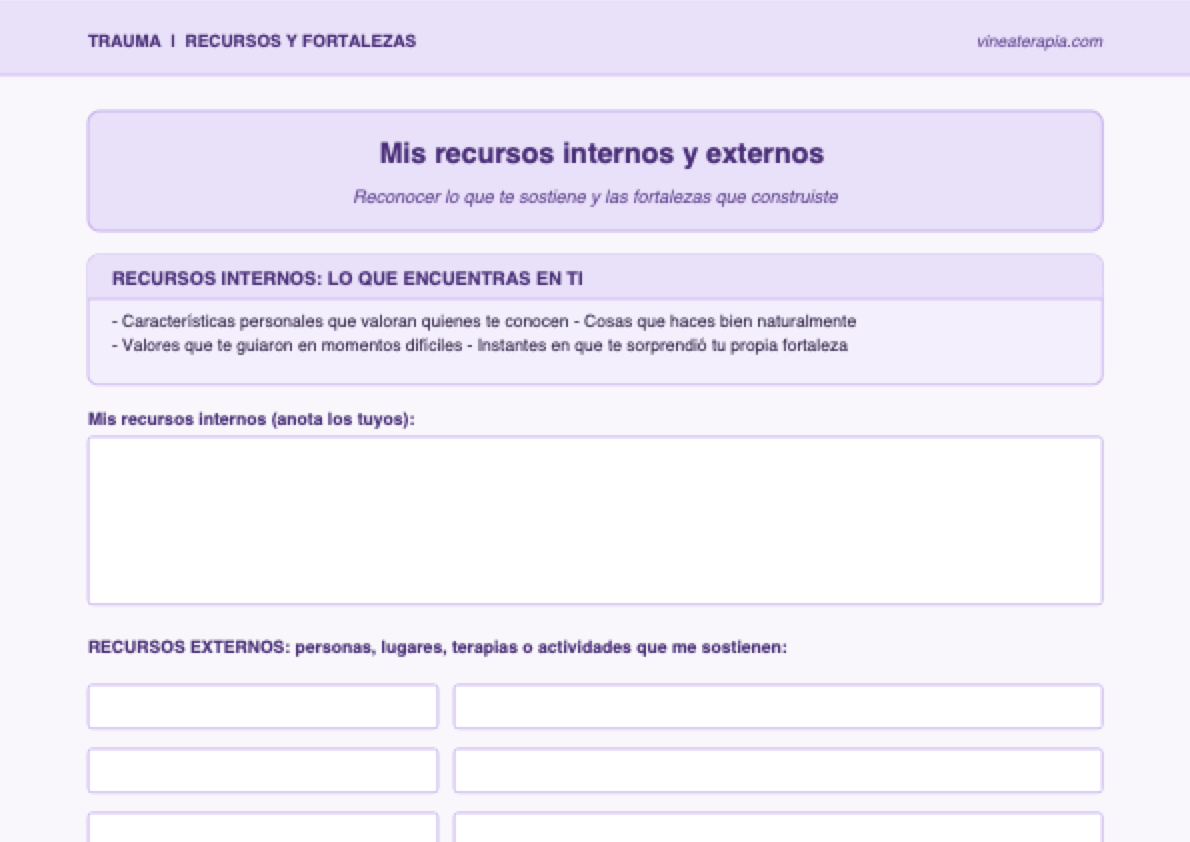 TRAUMA | RECURSOS Y FORTALEZAS
vineaterapia.com
Mis recursos internos y externos
Reconocer lo que te sostiene y las fortalezas que construiste
RECURSOS INTERNOS: LO QUE ENCUENTRAS EN TI
- Características personales que valoran quienes te conocen - Cosas que haces bien naturalmente
- Valores que te guiaron en momentos difíciles - Instantes en que te sorprendió tu propia fortaleza
Mis recursos internos (anota los tuyos):
RECURSOS EXTERNOS: personas, lugares, terapias o actividades que me sostienen: